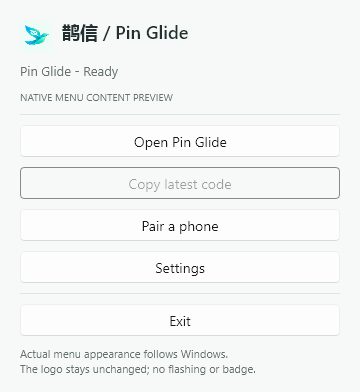 鹊信 / Pin Glide
Pin Glide - Ready
NATIVE MENU CONTENT PREVIEW
Open Pin Glide
Copy latest code
Pair a phone
Settings
Exit
Actual menu appearance follows Windows.
The logo stays unchanged; no flashing or badge.